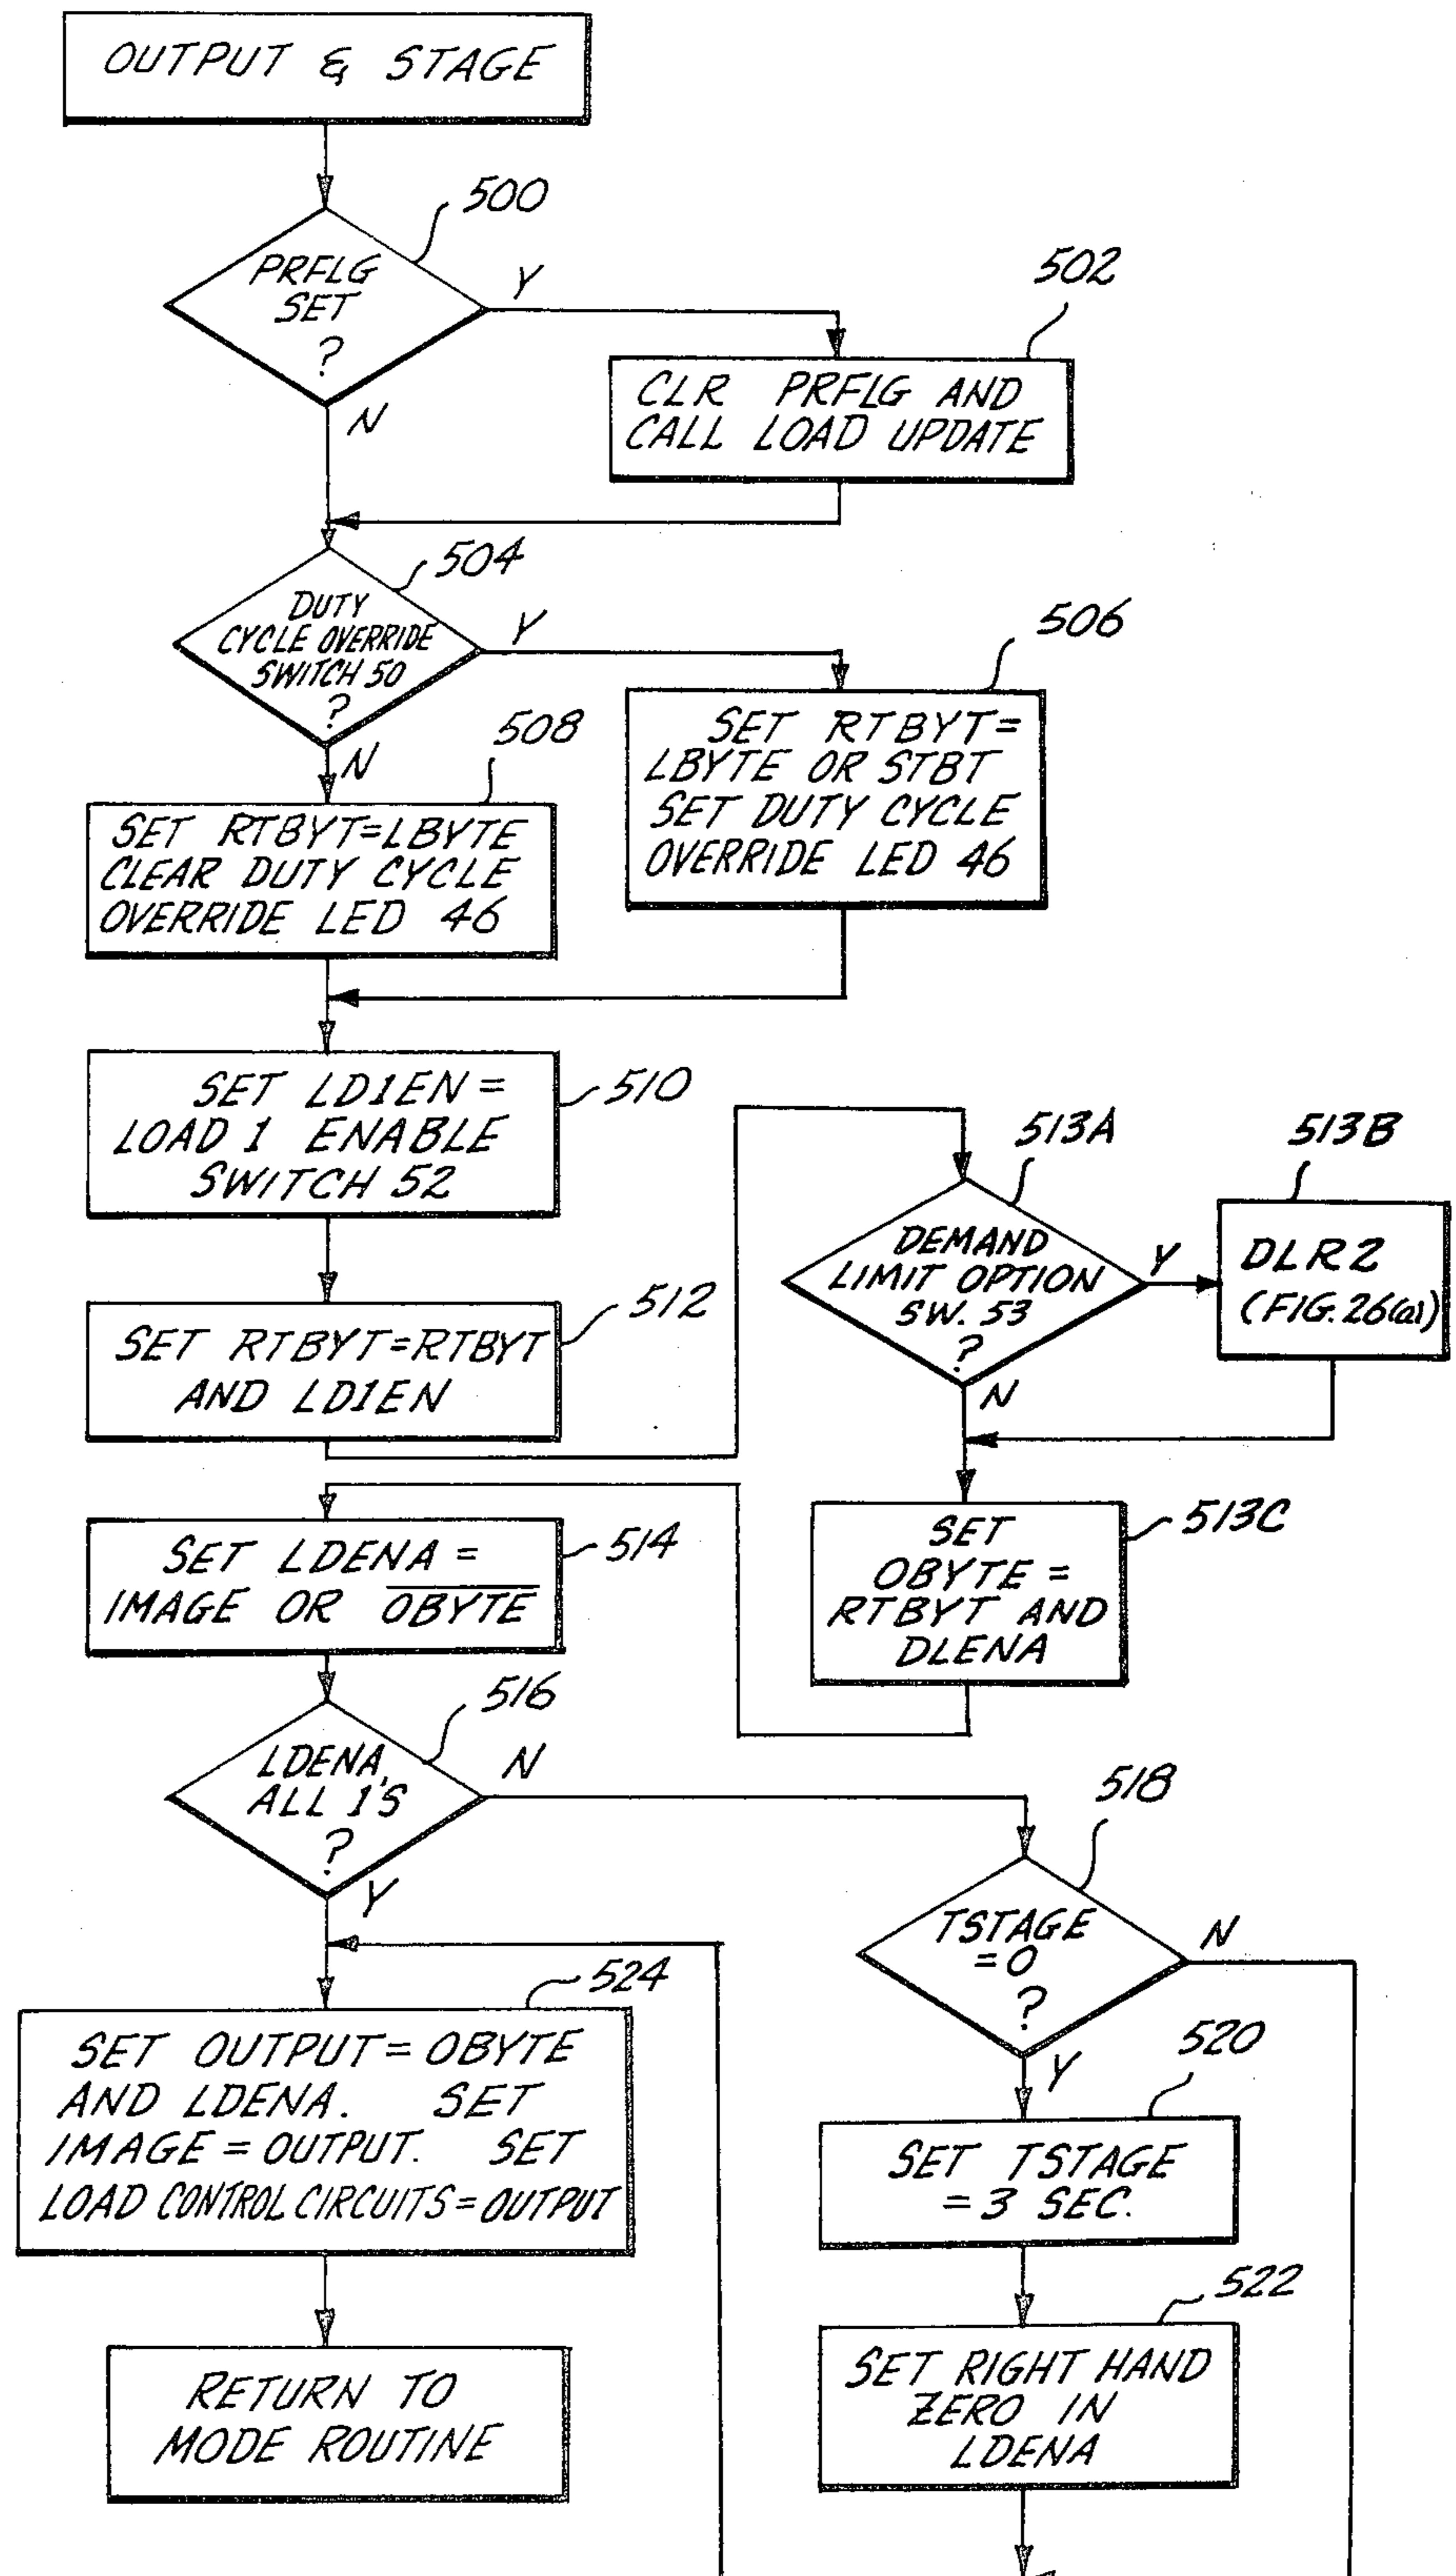 OUTPUT & STAGE
500
PRFLG
SET
?
Y
N
502
CLR PRFLG AND
CALL LOAD UPDATE
504
DUTY
CYCLE OVERRIDE
SWITCH 50
?
Y
N
506
SET RTBYT=
LBYTE OR STBT
SET DUTY CYCLE
OVERRIDE LED 46
508
SET RTBYT=LBYTE
CLEAR DUTY CYCLE
OVERRIDE LED 46
510
SET LD1EN =
LOAD 1 ENABLE
SWITCH 52
512
SET RTBYT=RTBYT
AND LD1EN
513A
DEMAND
LIMIT OPTION
SW. 53
?
Y
N
513B
DLR2
(FIG. 26(a))
513C
SET
OBYTE =
RTBYT AND
DLENA
514
SET LDENA =
IMAGE OR O̅B̅Y̅T̅E̅
516
LDENA,
ALL 1'S
?
N
Y
518
TSTAGE
=0
?
N
Y
520
SET TSTAGE
=3 SEC.
522
SET RIGHT HAND
ZERO IN
LDENA
524
SET OUTPUT = OBYTE
AND LDENA. SET
IMAGE = OUTPUT. SET
LOAD CONTROL CIRCUITS = OUTPUT
RETURN TO
MODE ROUTINE